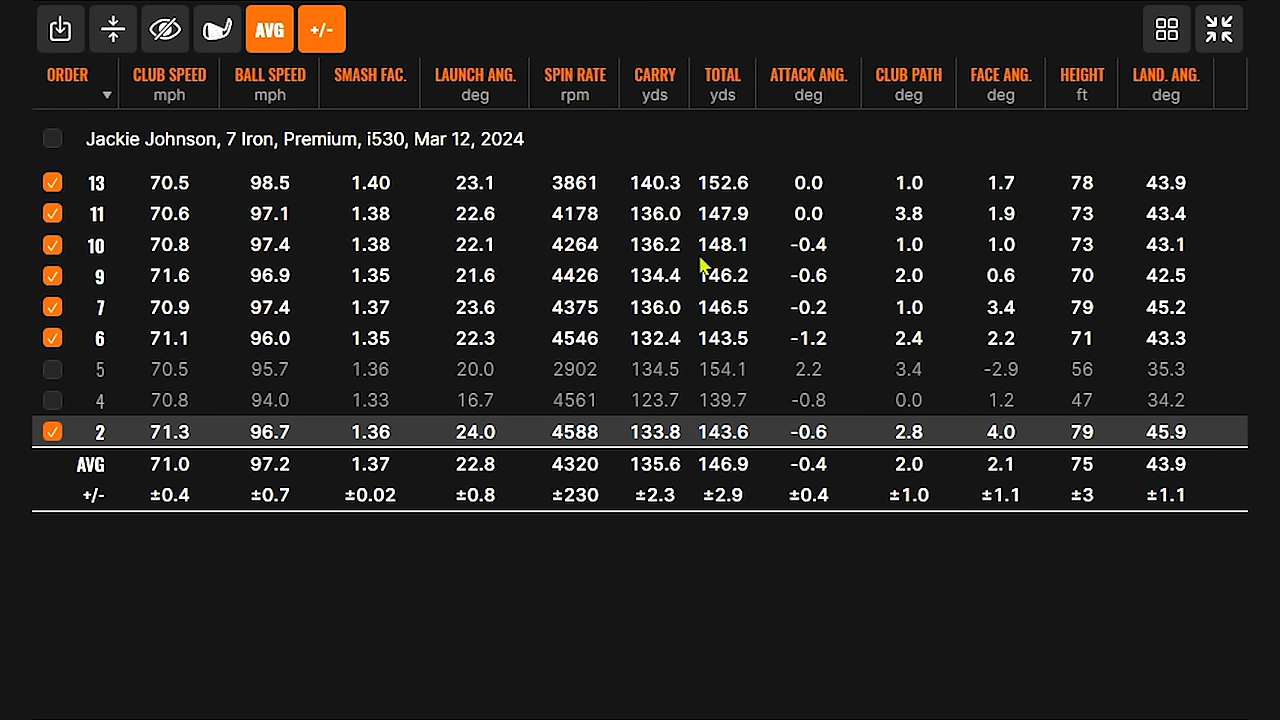 AVG +/-
ORDER CLUB SPEED BALL SPEED SMASH FAC. LAUNCH ANG. SPIN RATE CARRY TOTAL ATTACK ANG. CLUB PATH FACE ANG. HEIGHT LAND. ANG.
mph mph deg rpm yds yds deg deg deg ft deg
Jackie Johnson, 7 Iron, Premium, i530, Mar 12, 2024
13 70.5 98.5 1.40 23.1 3861 140.3 152.6 0.0 1.0 1.7 78 43.9
11 70.6 97.1 1.38 22.6 4178 136.0 147.9 0.0 3.8 1.9 73 43.4
10 70.8 97.4 1.38 22.1 4264 136.2 148.1 -0.4 1.0 1.0 73 43.1
9 71.6 96.9 1.35 21.6 4426 134.4 146.2 -0.6 2.0 0.6 70 42.5
7 70.9 97.4 1.37 23.6 4375 136.0 146.5 -0.2 1.0 3.4 79 45.2
6 71.1 96.0 1.35 22.3 4546 132.4 143.5 -1.2 2.4 2.2 71 43.3
5 70.5 95.7 1.36 20.0 2902 134.5 154.1 2.2 3.4 -2.9 56 35.3
4 70.8 94.0 1.33 16.7 4561 123.7 139.7 -0.8 0.0 1.2 47 34.2
2 71.3 96.7 1.36 24.0 4588 133.8 143.6 -0.6 2.8 4.0 79 45.9
AVG 71.0 97.2 1.37 22.8 4320 135.6 146.9 -0.4 2.0 2.1 75 43.9
+/- ±0.4 ±0.7 ±0.02 ±0.8 ±230 ±2.3 ±2.9 ±0.4 ±1.0 ±1.1 ±3 ±1.1